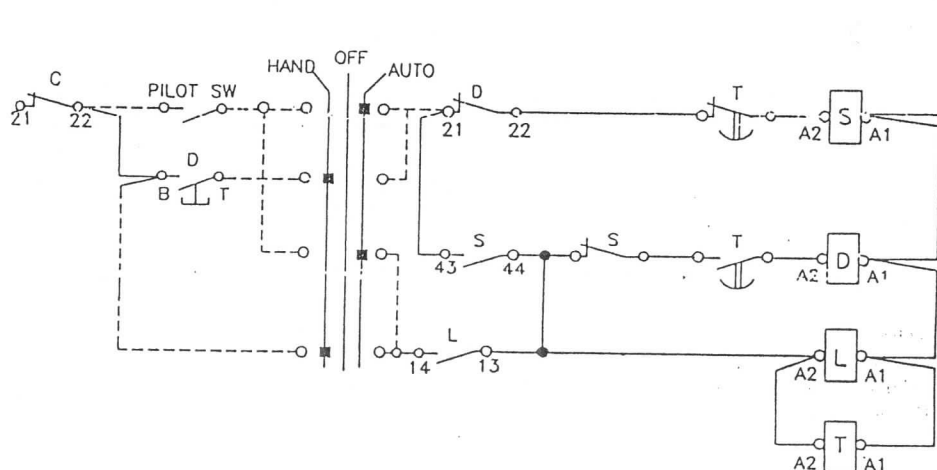 OFF
HAND
AUTO
C
PILOT SW
D
T
21
22
21
22
A2
S
A1
D
B
T
S
S
T
43
44
A2
D
A1
L
14
13
A2
L
A1
T
A2
A1